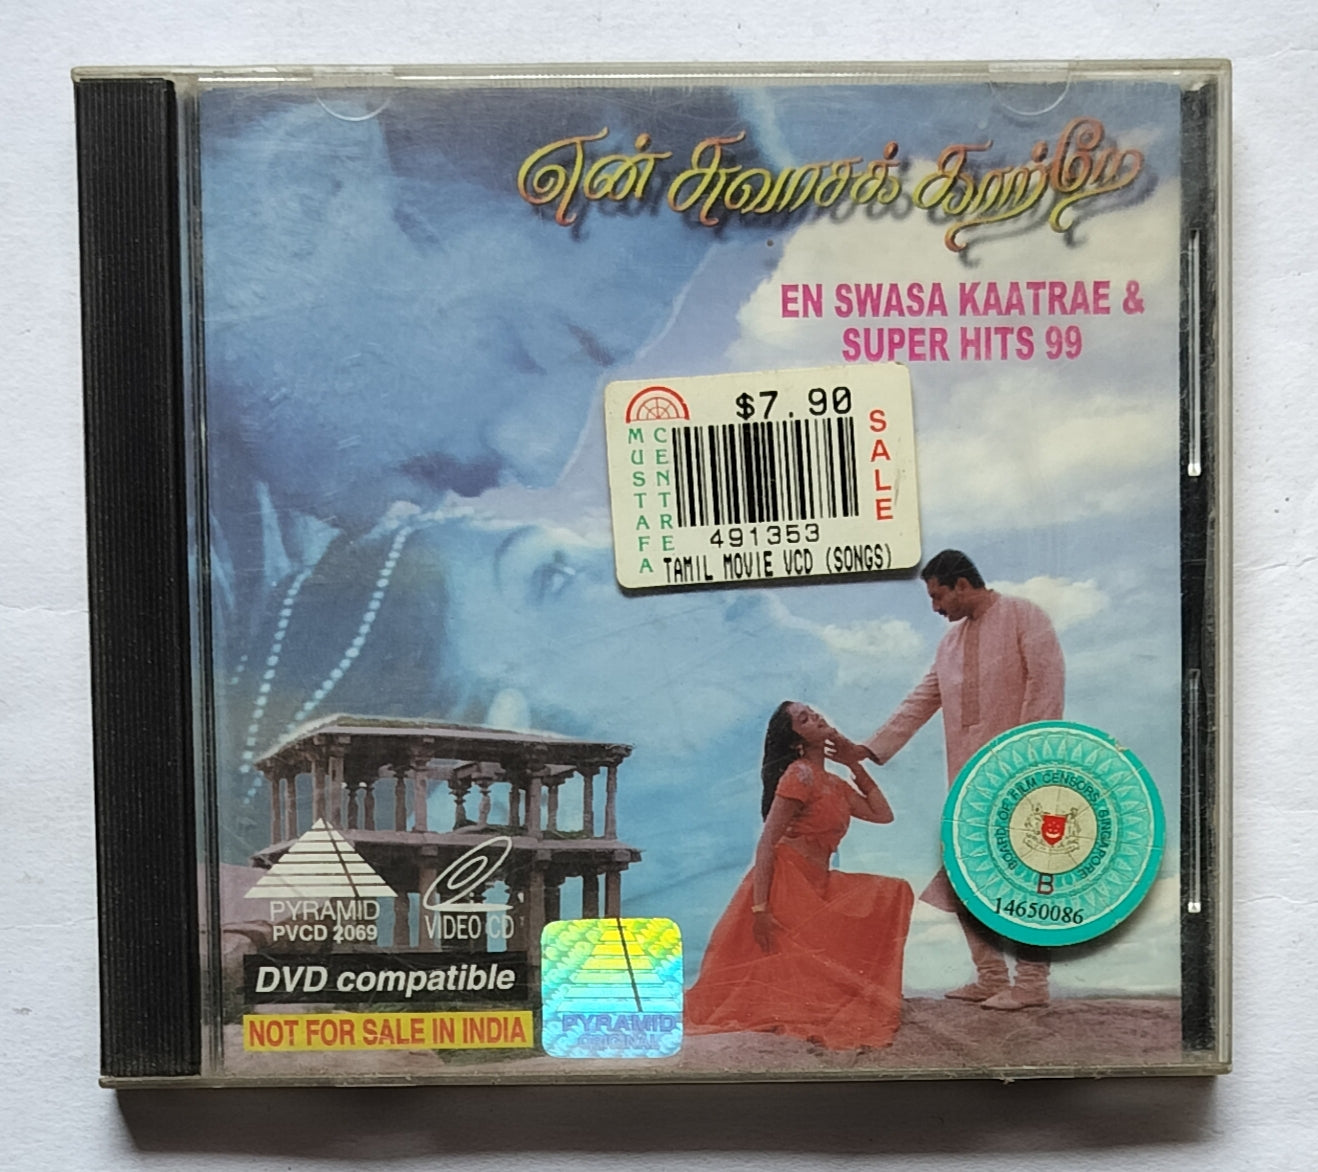 என் சுவாசக் காற்றே
EN SWASA KAATRAE &
SUPER HITS 99
$7.90
MUSTAFA
CENTRE
SALE
491353
TAMIL MOVIE VCD (SONGS)
BOARD OF FILM CENSORS, SINGAPORE
B
14650086
PYRAMID
PVCD 2069
VIDEO CD
DVD compatible
NOT FOR SALE IN INDIA
PYRAMID
ORIGINAL